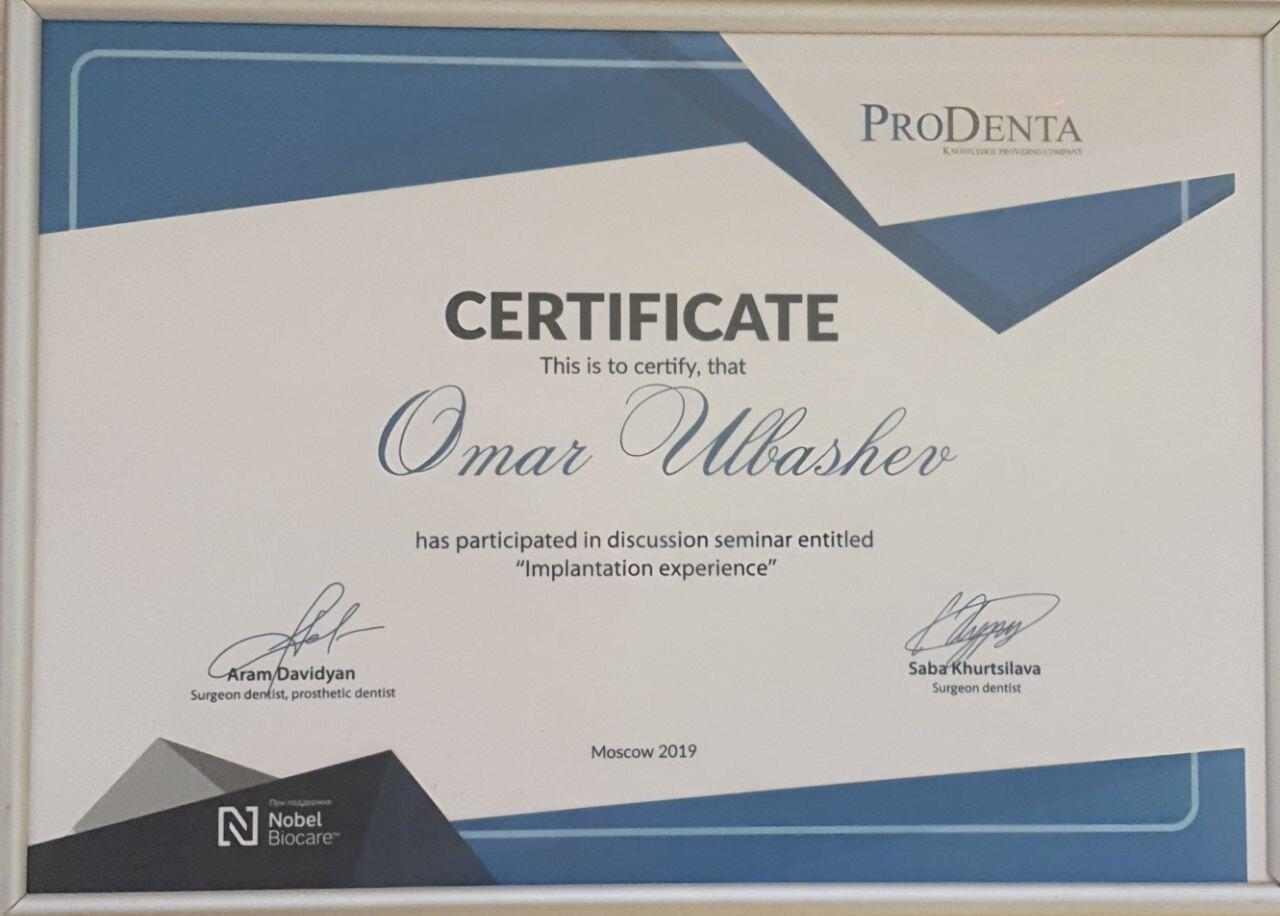 PRODENTA
KNOWLEDGE PROVIDING COMPANY
CERTIFICATE
This is to certify, that
Omar Ulbashev
has participated in discussion seminar entitled
“Implantation experience”
Aram Davidyan
Surgeon dentist, prosthetic dentist
Saba Khurtsilava
Surgeon dentist
Moscow 2019
При поддержке
Nobel
Biocare™